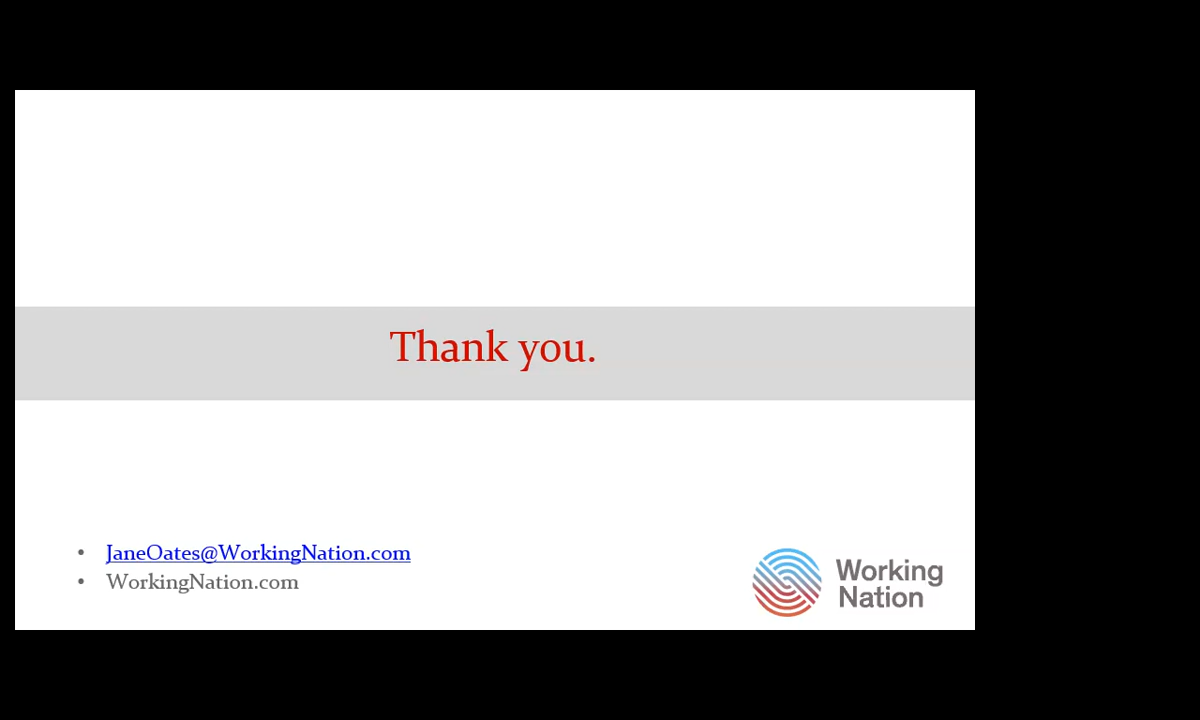 Thank you.
• JaneOates@WorkingNation.com
• WorkingNation.com
Working
Nation